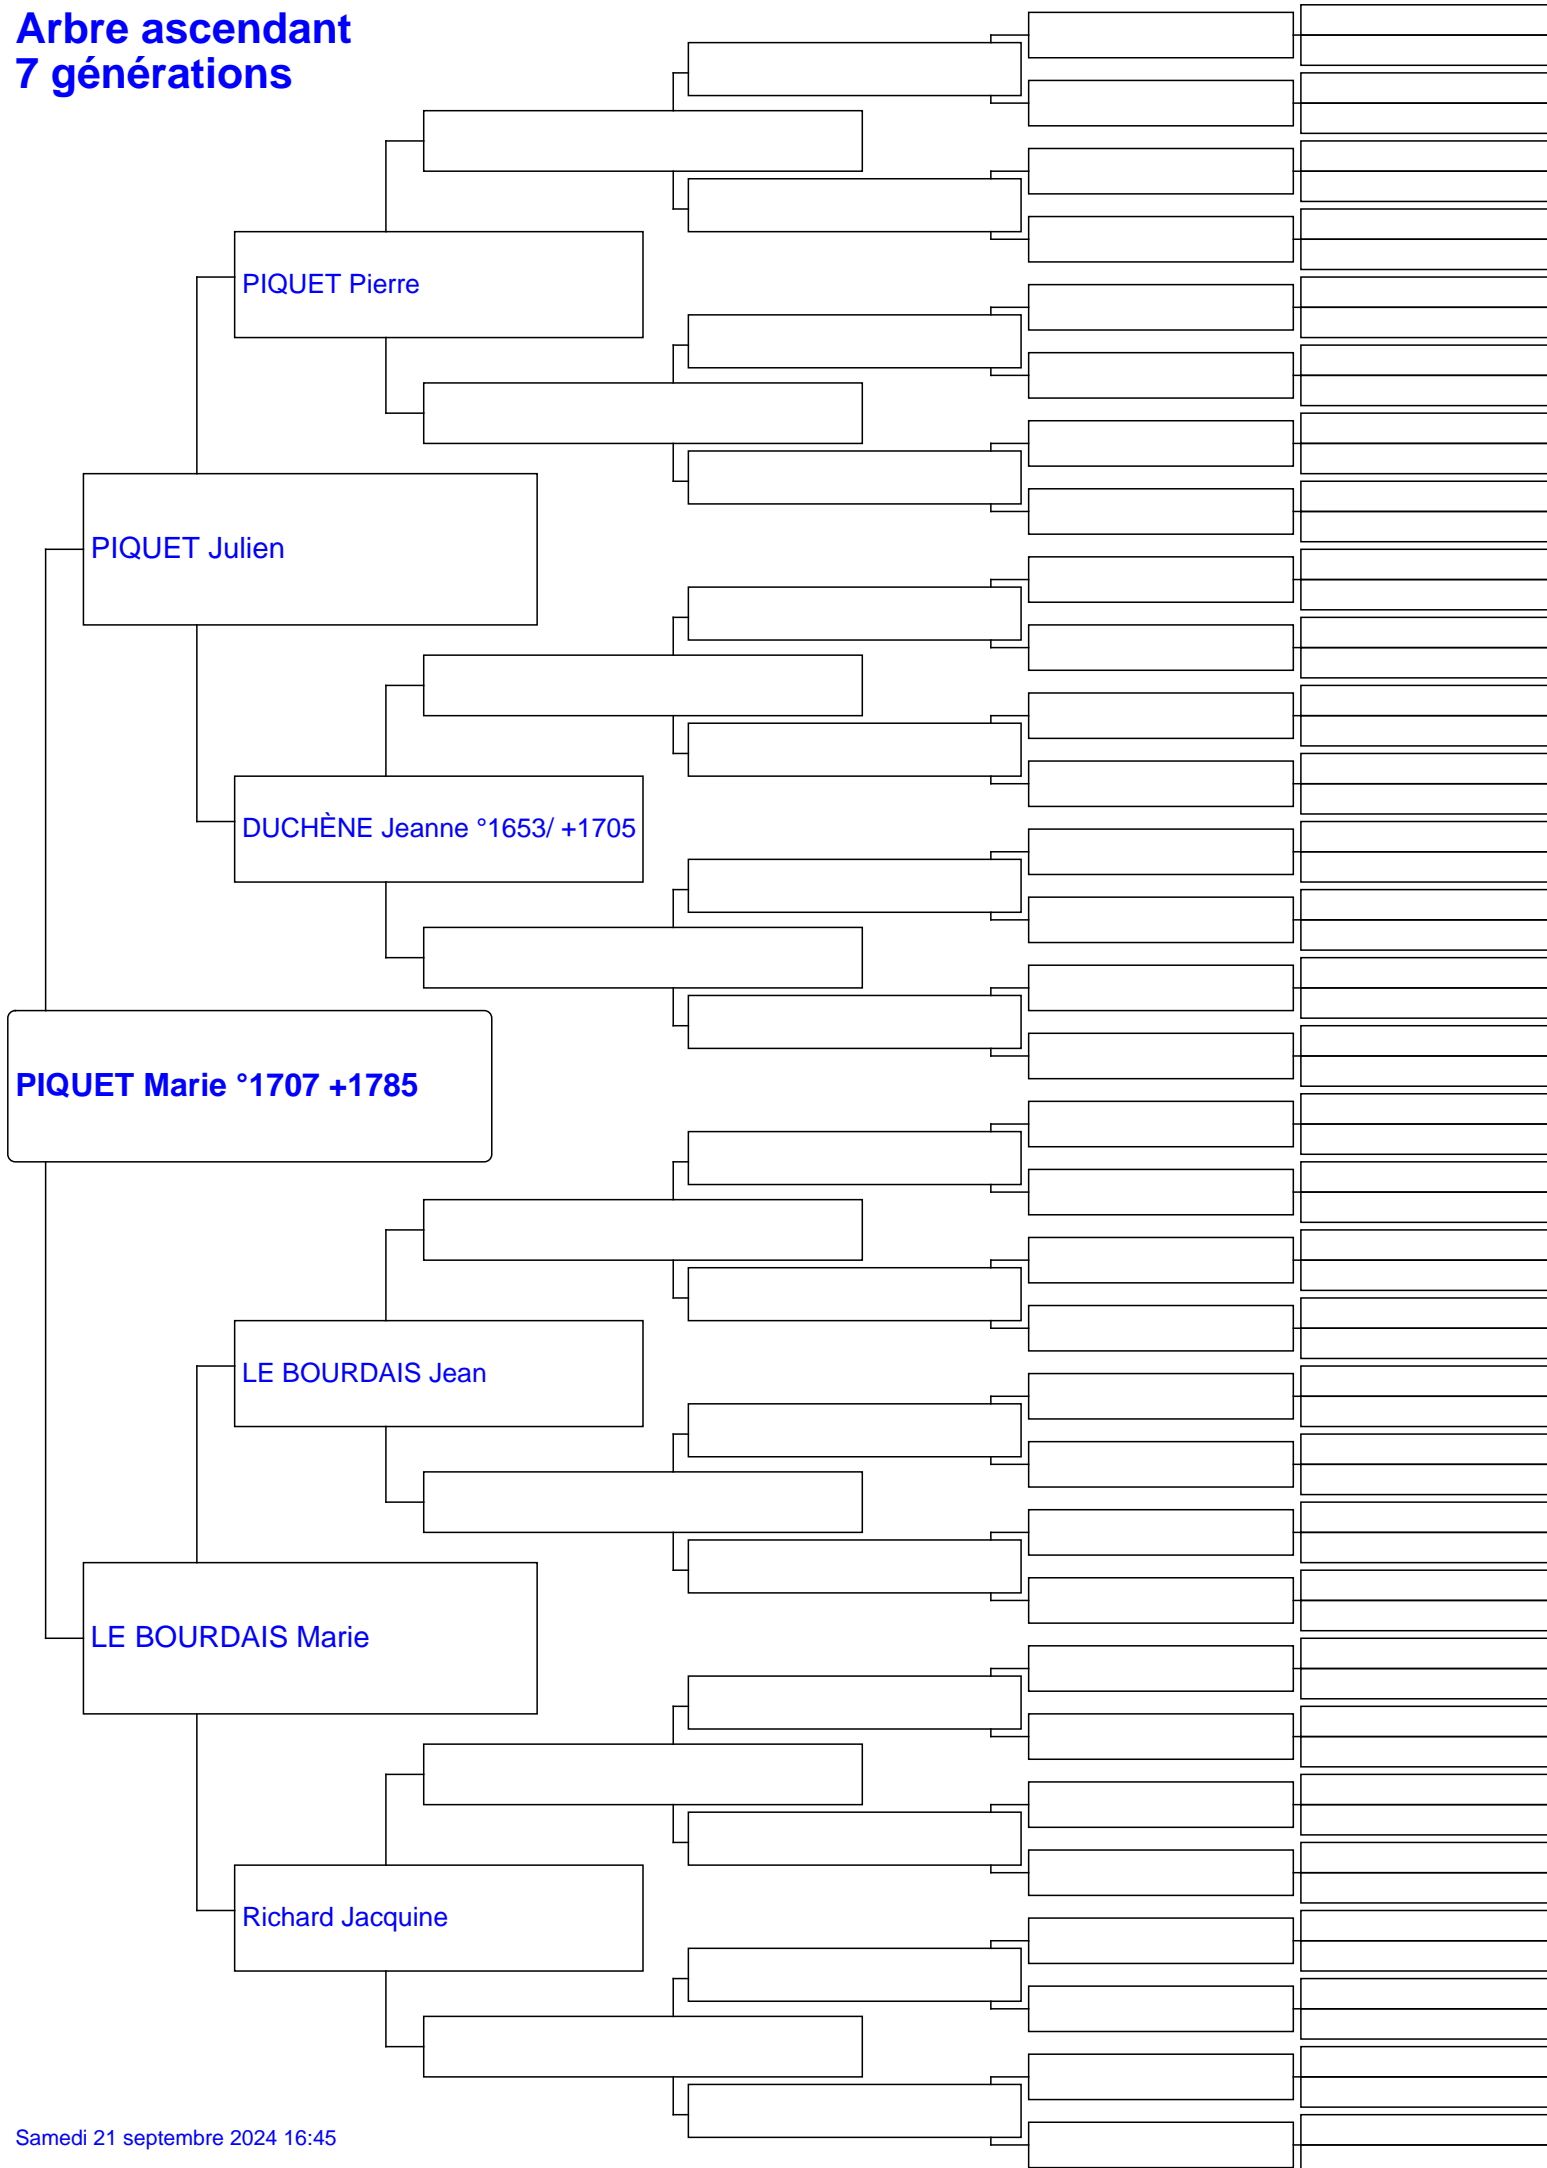 Arbre ascendant
7 générations
PIQUET Pierre
PIQUET Julien
DUCHÈNE Jeanne °1653/ +1705
PIQUET Marie °1707 +1785
LE BOURDAIS Jean
LE BOURDAIS Marie
Richard Jacquine
Samedi 21 septembre 2024 16:45